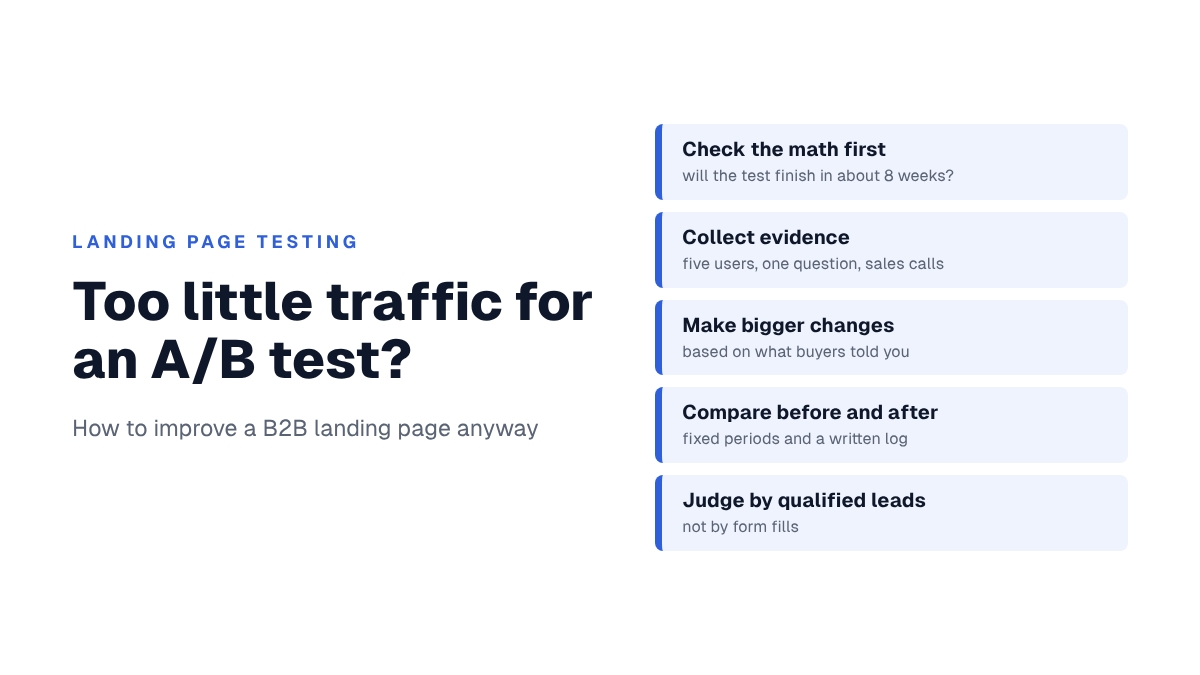 LANDING PAGE TESTING
Too little traffic for
an A/B test?
How to improve a B2B landing page anyway
Check the math first
will the test finish in about 8 weeks?
Collect evidence
five users, one question, sales calls
Make bigger changes
based on what buyers told you
Compare before and after
fixed periods and a written log
Judge by qualified leads
not by form fills